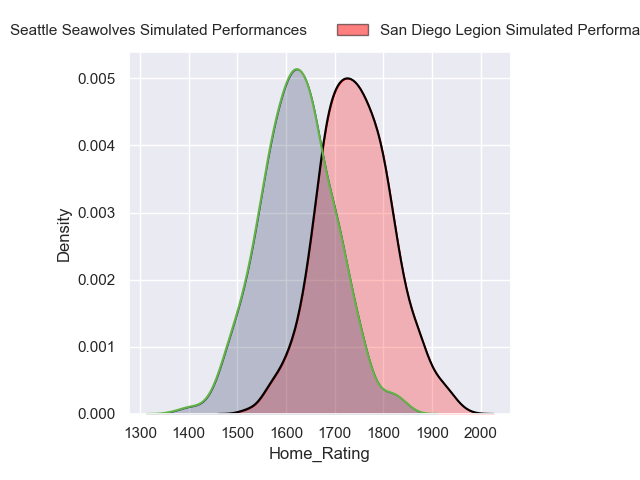 Seattle Seawolves Simulated Performances
San Diego Legion Simulated Performa
0.005
0.004
0.003
0.002
0.001
0.000
Density
1300 1400 1500 1600 1700 1800 1900 2000
Home_Rating